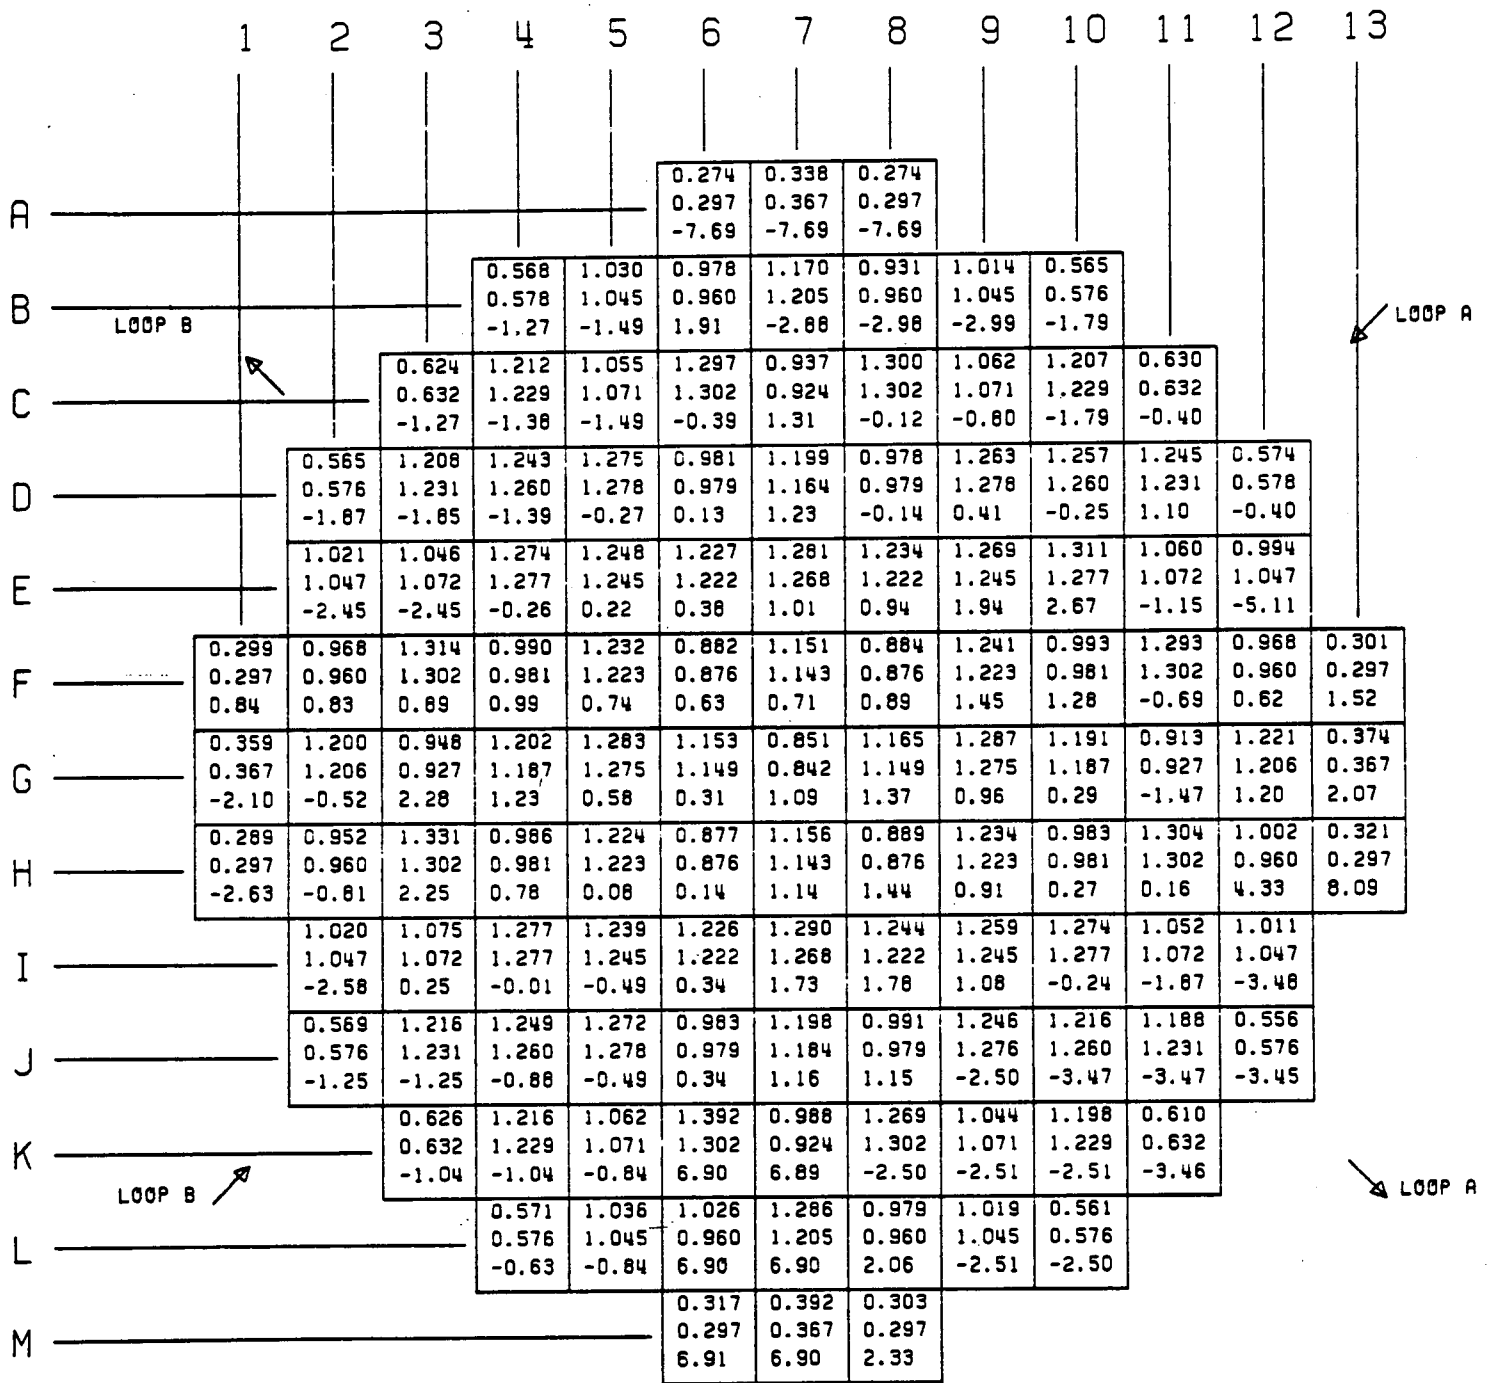 1 2 3 4 5 6 7 8 9 10 11 12 13
0.274 0.338 0.274
0.297 0.367 0.297
A
-7.69 -7.69 -7.69
0.568 1.030 0.978 1.170 0.931 1.014 0.565
0.578 1.045 0.960 1.205 0.960 1.045 0.576
B
-1.27 -1.49 1.91 -2.88 -2.98 -2.99 -1.79
LOOP B
LOOP A
0.624 1.212 1.055 1.297 0.937 1.300 1.062 1.207 0.630
0.632 1.229 1.071 1.302 0.924 1.302 1.071 1.229 0.632
C
-1.27 -1.38 -1.49 -0.39 1.31 -0.12 -0.80 -1.79 -0.40
0.565 1.208 1.243 1.275 0.981 1.199 0.978 1.263 1.257 1.245 0.574
0.576 1.231 1.260 1.278 0.979 1.164 0.979 1.278 1.260 1.231 0.578
D
-1.87 -1.85 -1.39 -0.27 0.13 1.23 -0.14 0.41 -0.25 1.10 -0.40
1.021 1.046 1.274 1.248 1.227 1.281 1.234 1.269 1.311 1.060 0.994
1.047 1.072 1.277 1.245 1.222 1.268 1.222 1.245 1.277 1.072 1.047
E
-2.45 -2.45 -0.26 0.22 0.38 1.01 0.94 1.94 2.67 -1.15 -5.11
0.299 0.968 1.314 0.990 1.232 0.882 1.151 0.884 1.241 0.993 1.293 0.968 0.301
0.297 0.960 1.302 0.981 1.223 0.876 1.143 0.876 1.223 0.981 1.302 0.960 0.297
F
0.84 0.83 0.89 0.99 0.74 0.63 0.71 0.89 1.45 1.28 -0.69 0.62 1.52
0.359 1.200 0.948 1.202 1.283 1.153 0.851 1.165 1.287 1.191 0.913 1.221 0.374
0.367 1.206 0.927 1.187 1.275 1.149 0.842 1.149 1.275 1.187 0.927 1.206 0.367
G
-2.10 -0.52 2.28 1.23 0.58 0.31 1.09 1.37 0.96 0.29 -1.47 1.20 2.07
0.289 0.952 1.331 0.986 1.224 0.877 1.156 0.889 1.234 0.983 1.304 1.002 0.321
0.297 0.960 1.302 0.981 1.223 0.876 1.143 0.876 1.223 0.981 1.302 0.960 0.297
H
-2.63 -0.81 2.25 0.78 0.08 0.14 1.14 1.44 0.91 0.27 0.16 4.33 8.09
1.020 1.075 1.277 1.239 1.226 1.290 1.244 1.259 1.274 1.052 1.011
1.047 1.072 1.277 1.245 1.222 1.268 1.222 1.245 1.277 1.072 1.047
I
-2.58 0.25 -0.01 -0.49 0.34 1.73 1.78 1.08 -0.24 -1.87 -3.48
0.569 1.216 1.249 1.272 0.983 1.198 0.991 1.246 1.216 1.188 0.556
0.576 1.231 1.260 1.278 0.979 1.184 0.979 1.276 1.260 1.231 0.576
J
-1.25 -1.25 -0.88 -0.49 0.34 1.16 1.15 -2.50 -3.47 -3.47 -3.45
0.626 1.216 1.062 1.392 0.988 1.269 1.044 1.198 0.610
0.632 1.229 1.071 1.302 0.924 1.302 1.071 1.229 0.632
K
-1.04 -1.04 -0.84 6.90 6.89 -2.50 -2.51 -2.51 -3.46
LOOP B
LOOP A
0.571 1.036 1.026 1.286 0.979 1.019 0.561
0.576 1.045 0.960 1.205 0.960 1.045 0.576
L
-0.63 -0.84 6.90 6.90 2.06 -2.51 -2.50
0.317 0.392 0.303
0.297 0.367 0.297
M
6.91 6.90 2.33